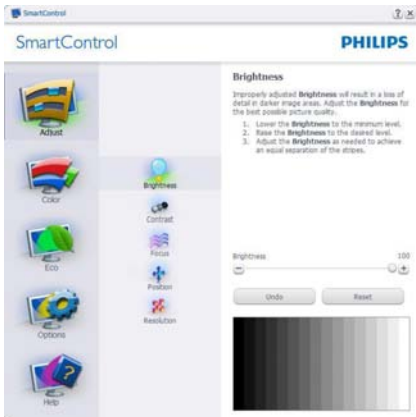 SmartControl
SmartControl
PHILIPS
Adjust
Color
Eco
Options
Help
Brightness
Contrast
Focus
Position
Resolution
Brightness
Improperly adjusted Brightness will result in a loss of
detail in darker image areas. Adjust the Brightness for
the best possible picture quality.
1. Lower the Brightness to the minimum level.
2. Raise the Brightness to the desired level.
3. Adjust the Brightness as needed to achieve
an equal separation of the stripes.
Brightness 100
Undo Reset